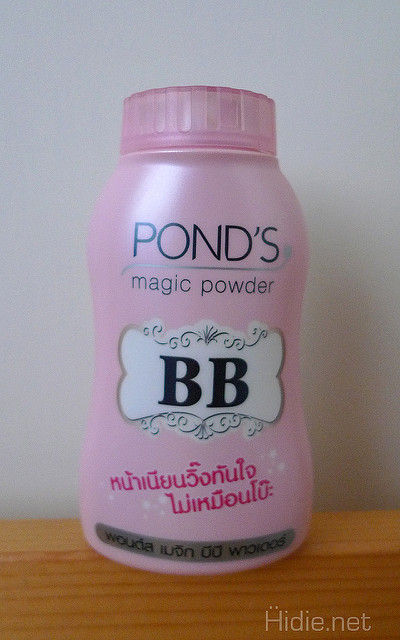 POND'S
magic powder
BB
หน้าเนียนวิ้งทันใจ
ไม่เหมือนโบ๊ะ
พอนด์ส เมจิก บีบี พาวเดอร์
Hidie.net